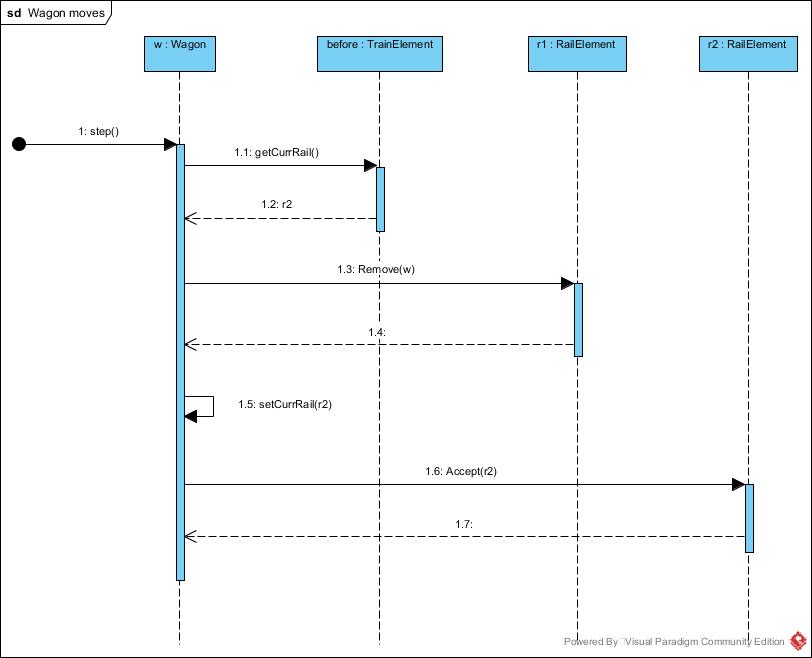 sd Wagon moves
w : Wagon
before : TrainElement
r1 : RailElement
r2 : RailElement
1: step()
1.1: getCurrRail()
1.2: r2
1.3: Remove(w)
1.4:
1.5: setCurrRail(r2)
1.6: Accept(r2)
1.7:
Powered By Visual Paradigm Community Edition